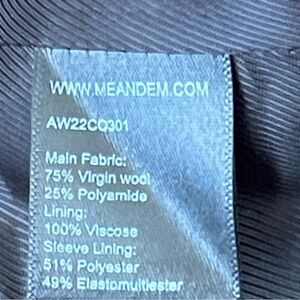 WWW.MEANDEM.COM
AW22CO301
Main Fabric:
75% Virgin wool
25% Polyamide
Lining:
100% Viscose
Sleeve Lining:
51% Polyester
49% Elastomultiester